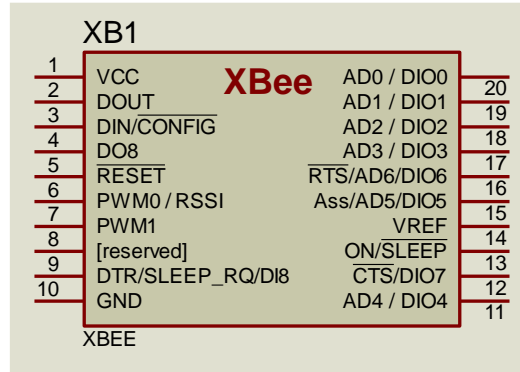 XB1
XBee
1 VCC AD0 / DIO0 20
2 DOUT AD1 / DIO1 19
3 DIN/CONFIG AD2 / DIO2 18
4 DO8 AD3 / DIO3 17
5 RESET RTS/AD6/DIO6 16
6 PWM0 / RSSI Ass/AD5/DIO5 15
7 PWM1 VREF 14
8 [reserved] ON/SLEEP 13
9 DTR/SLEEP_RQ/DI8 CTS/DIO7 12
10 GND AD4 / DIO4 11
XBEE